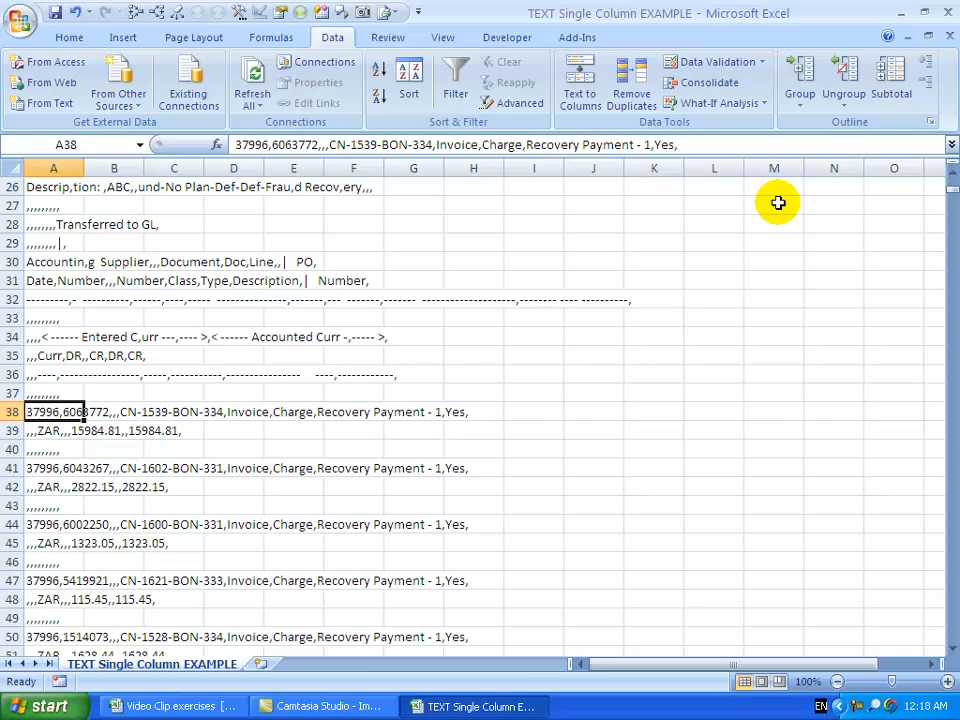 TEXT Single Column EXAMPLE - Microsoft Excel
Home Insert Page Layout Formulas Data Review View Developer Add-Ins
From Access
From Web
From Text
From Other Sources
Existing Connections
Get External Data
Refresh All
Connections
Properties
Edit Links
Connections
Sort
Filter
Clear
Reapply
Advanced
Sort & Filter
Text to Columns
Remove Duplicates
Data Validation
Consolidate
What-If Analysis
Data Tools
Group
Ungroup
Subtotal
Outline
A38 fx 37996,6063772,,,CN-1539-BON-334,Invoice,Charge,Recovery Payment - 1,Yes,
A B C D E F G H I J K L M N O
26 Descrip,tion: ,ABC,,und-No Plan-Def-Def-Frau,d Recov,ery,,,
27 ,,,,,,,,,
28 ,,,,,,,,Transferred to GL,
29 ,,,,,,,,|,
30 Accountin,g Supplier,,,Document,Doc,Line,,| PO,
31 Date,Number,,,Number,Class,Type,Description,| Number,
32 ---------,- ----------,------,----,----- ---------------,------,--- -------,------- --------------------,------- ---- ----------,
33 ,,,,,,,,,
34 ,,,,< ------ Entered C,urr ---,---- >,< ------ Accounted Curr -,----- >,
35 ,,,Curr,DR,,CR,DR,CR,
36 ,,,----,-----------------,-----,-----------,---------------- ----,------------,
37 ,,,,,,,,,
38 37996,6063772,,,CN-1539-BON-334,Invoice,Charge,Recovery Payment - 1,Yes,
39 ,,,ZAR,,,15984.81,,15984.81,
40 ,,,,,,,,,
41 37996,6043267,,,CN-1602-BON-331,Invoice,Charge,Recovery Payment - 1,Yes,
42 ,,,ZAR,,,2822.15,,2822.15,
43 ,,,,,,,,,
44 37996,6002250,,,CN-1600-BON-331,Invoice,Charge,Recovery Payment - 1,Yes,
45 ,,,ZAR,,,1323.05,,1323.05,
46 ,,,,,,,,,
47 37996,5419921,,,CN-1621-BON-333,Invoice,Charge,Recovery Payment - 1,Yes,
48 ,,,ZAR,,,115.45,,115.45,
49 ,,,,,,,,,
50 37996,1514073,,,CN-1528-BON-334,Invoice,Charge,Recovery Payment - 1,Yes,
51 ,,,ZAR,,,1628.44,,1628.44,
TEXT Single Column EXAMPLE
Ready 100%
start Video Clip exercises [... Camtasia Studio - Im... TEXT Single Column E... EN 12:18 AM